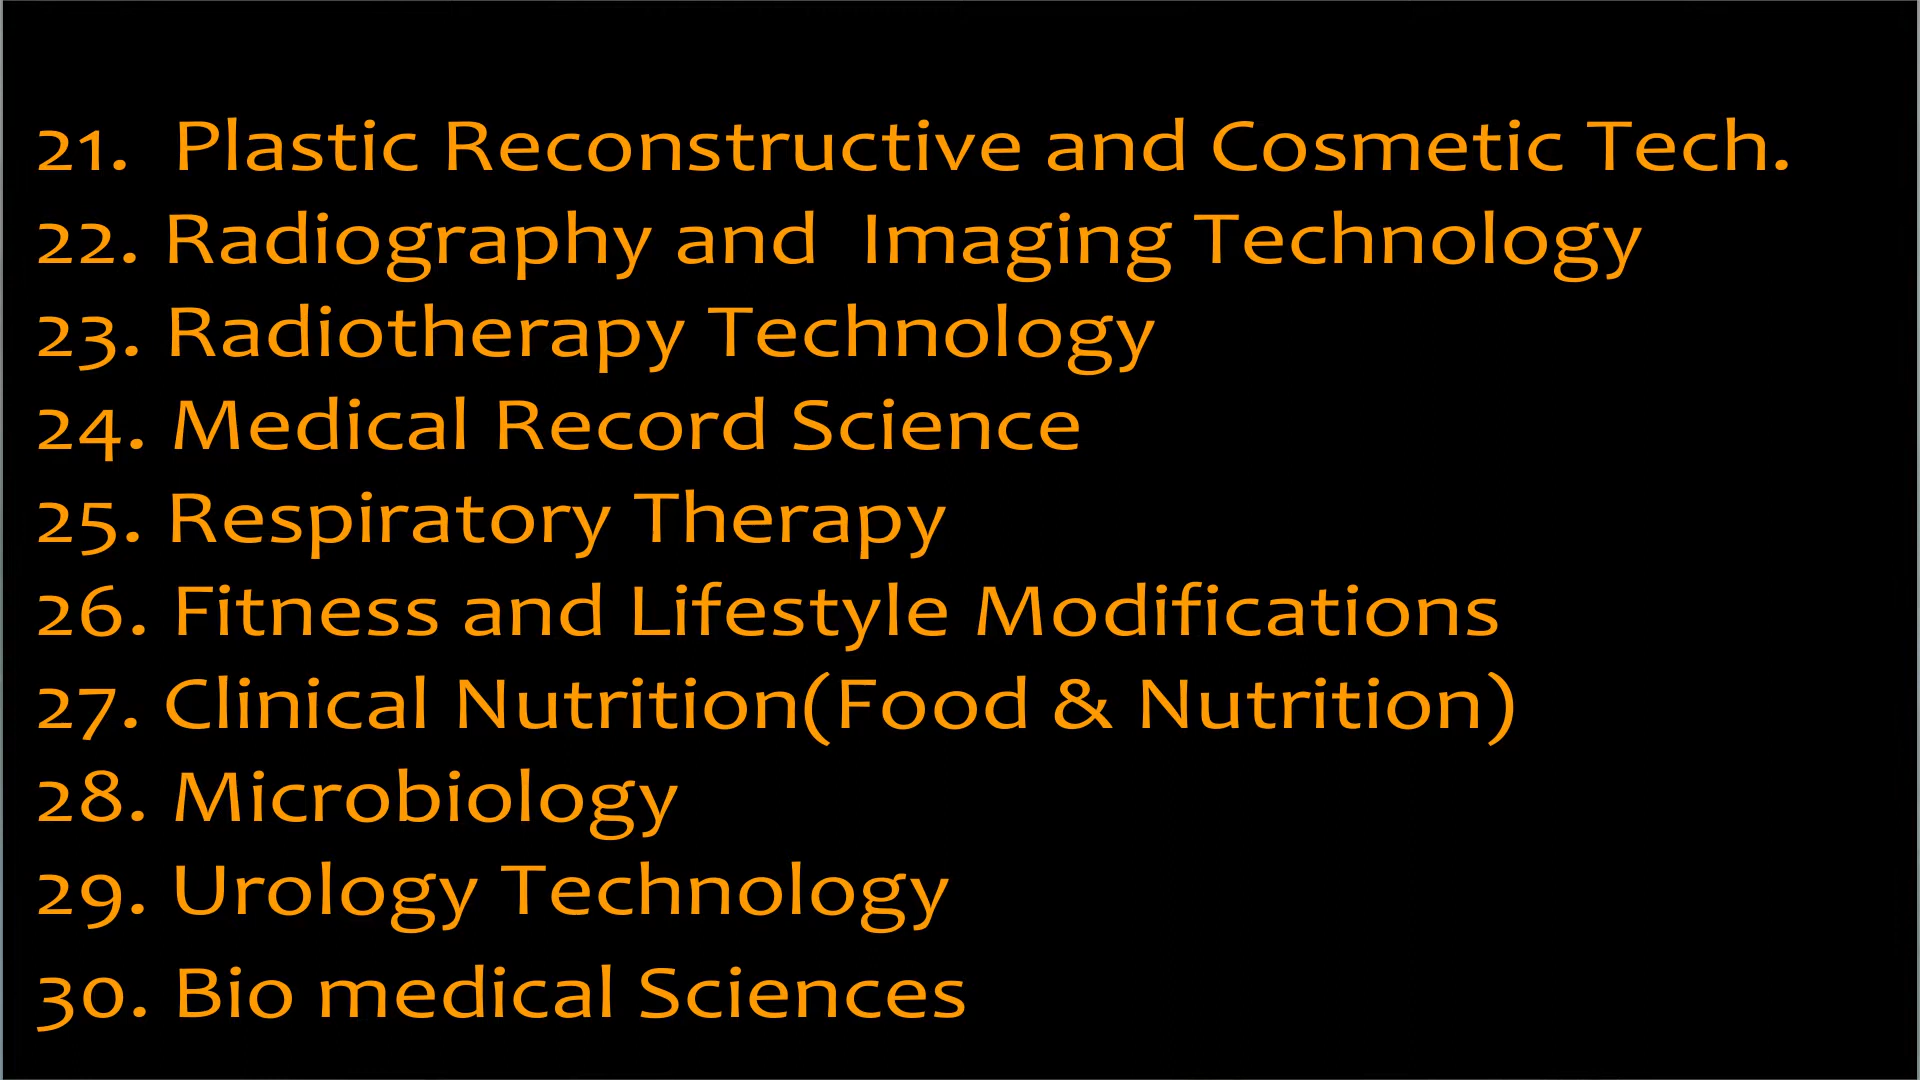 21. Plastic Reconstructive and Cosmetic Tech.
22. Radiography and Imaging Technology
23. Radiotherapy Technology
24. Medical Record Science
25. Respiratory Therapy
26. Fitness and Lifestyle Modifications
27. Clinical Nutrition(Food & Nutrition)
28. Microbiology
29. Urology Technology
30. Bio medical Sciences